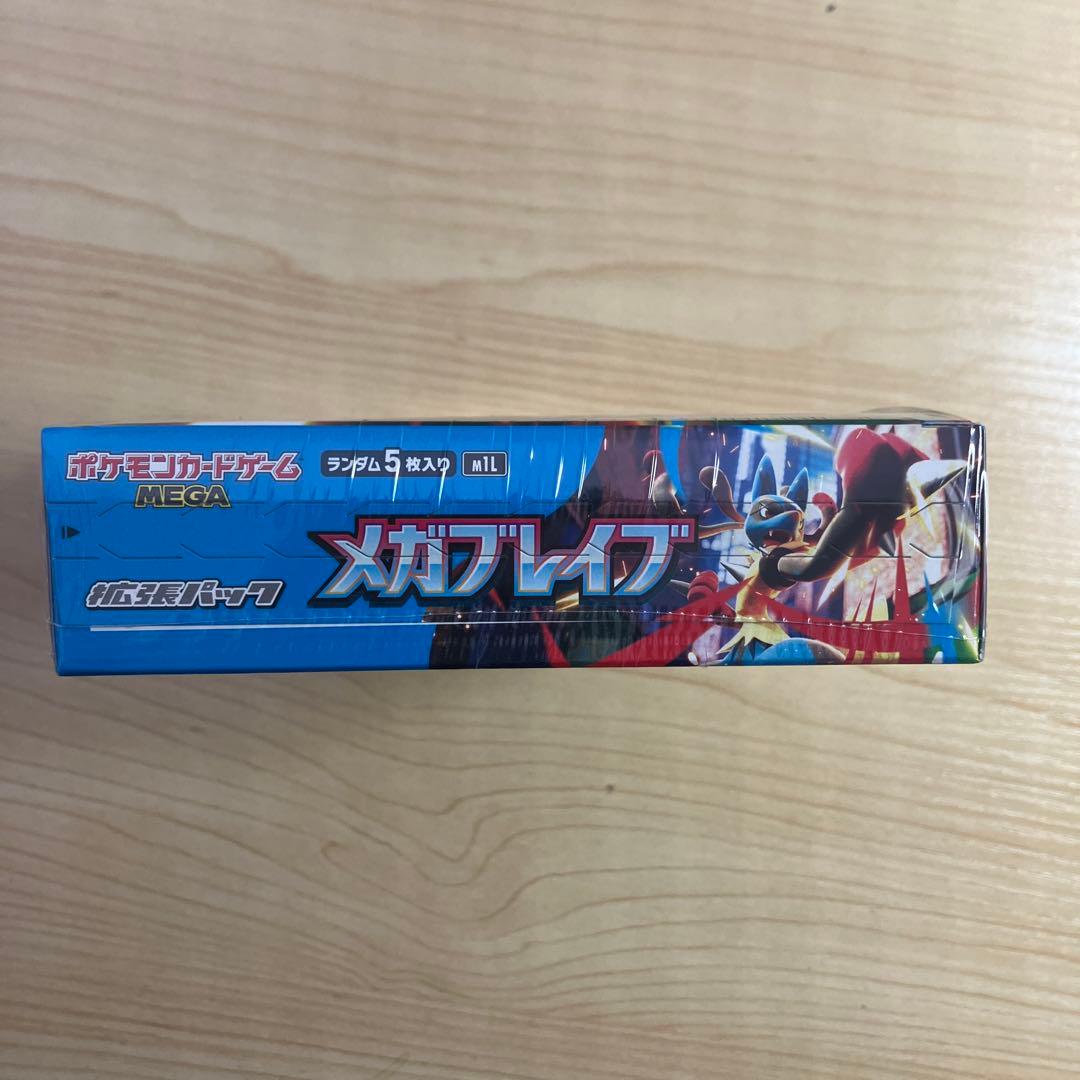 ポケモンカードゲーム
MEGA
ランダム5枚入り M1L
メガブレイブ
拡張パック